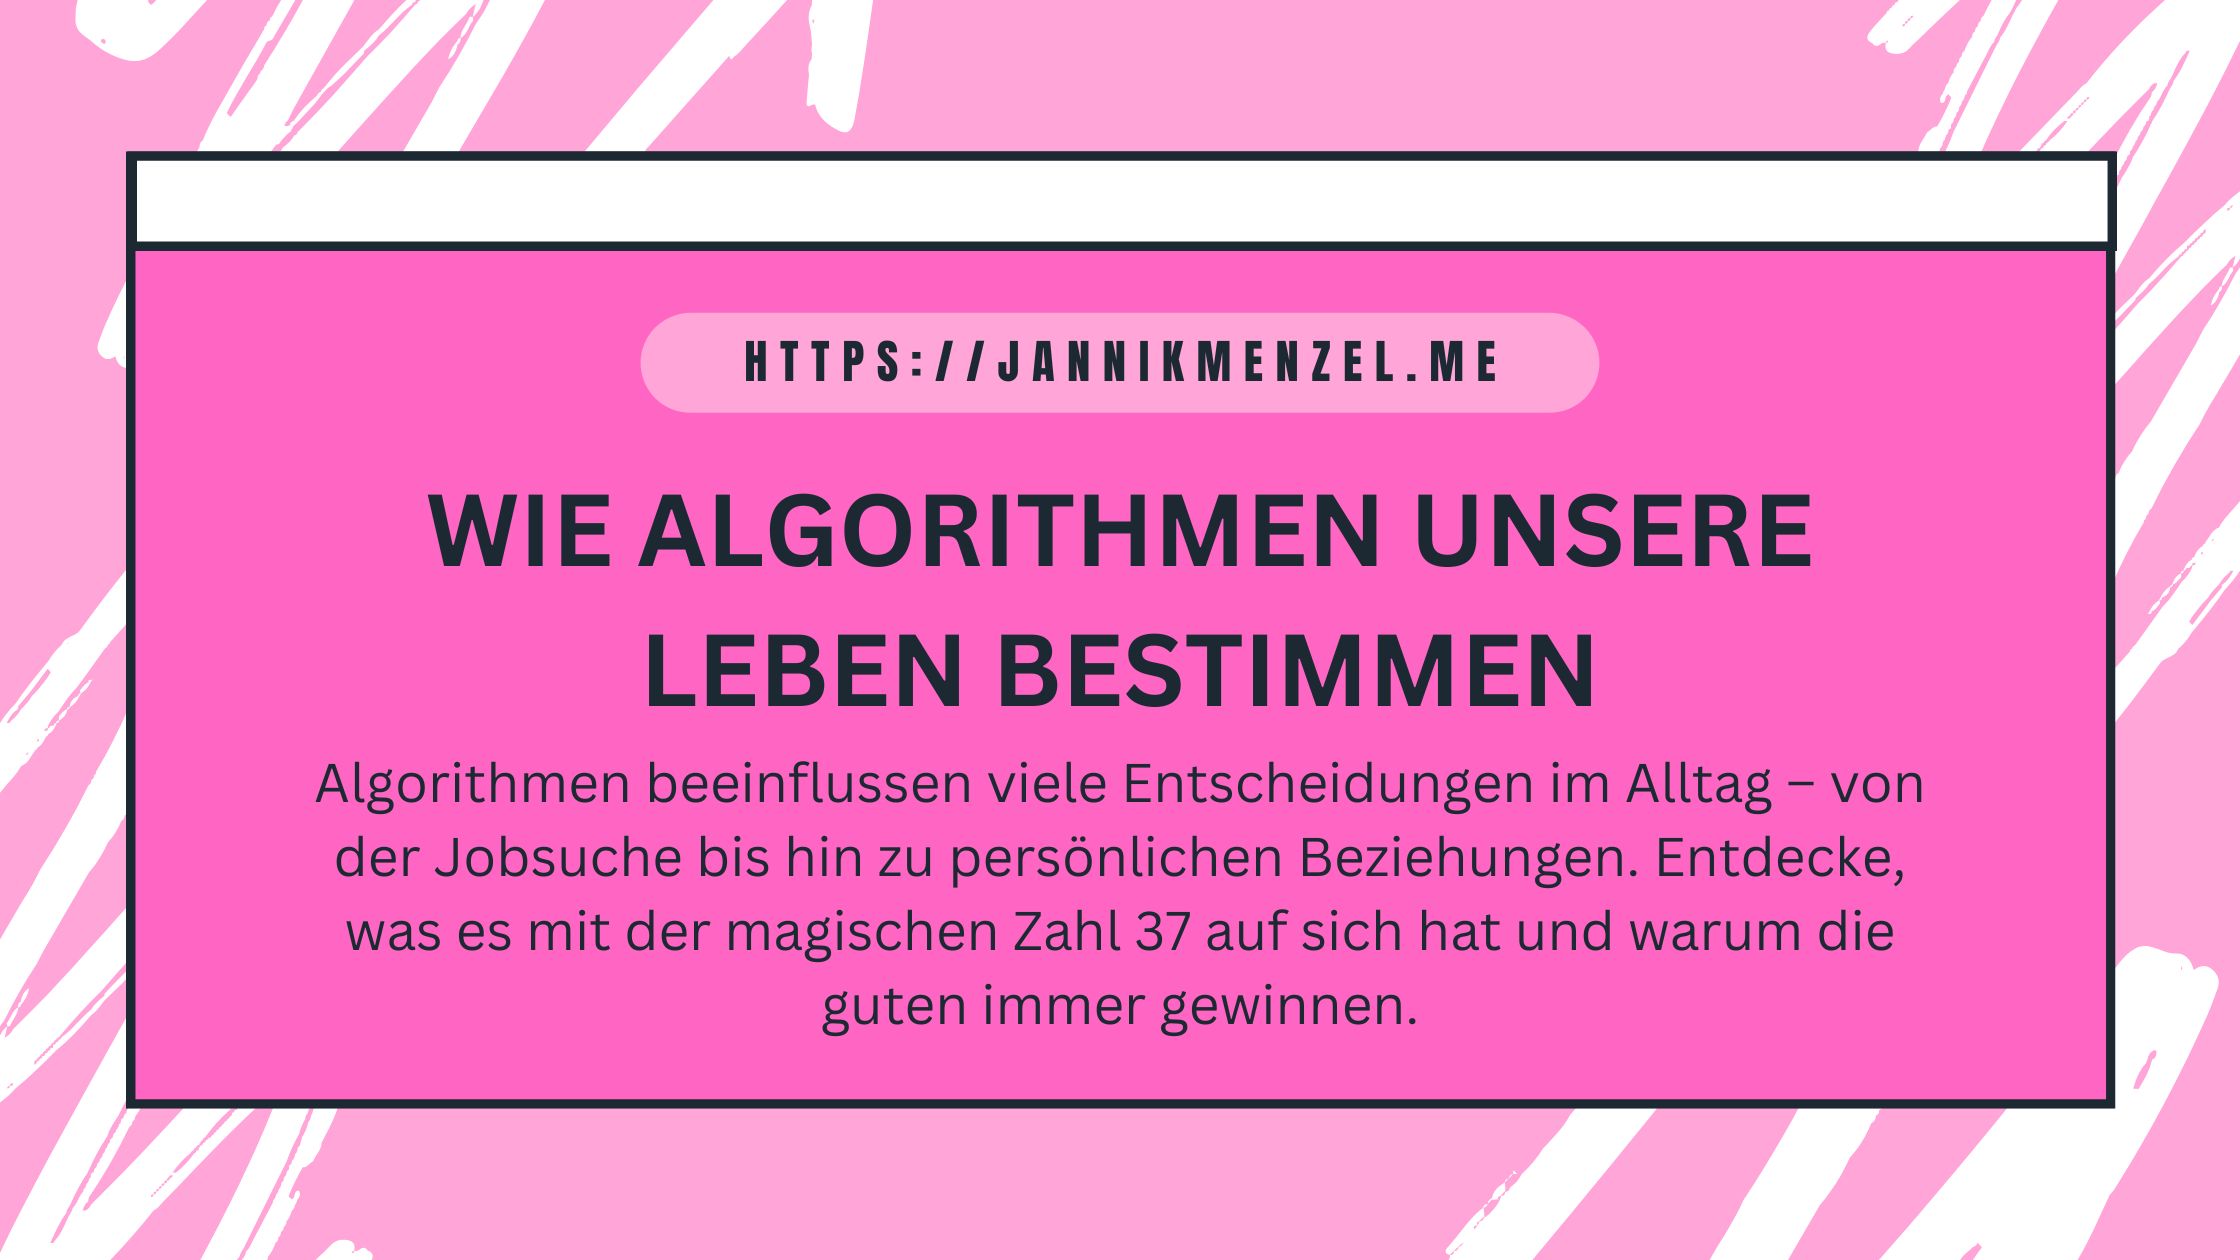 HTTPS://JANNIKMENZEL.ME
WIE ALGORITHMEN UNSERE
LEBEN BESTIMMEN
Algorithmen beeinflussen viele Entscheidungen im Alltag – von
der Jobsuche bis hin zu persönlichen Beziehungen. Entdecke,
was es mit der magischen Zahl 37 auf sich hat und warum die
guten immer gewinnen.